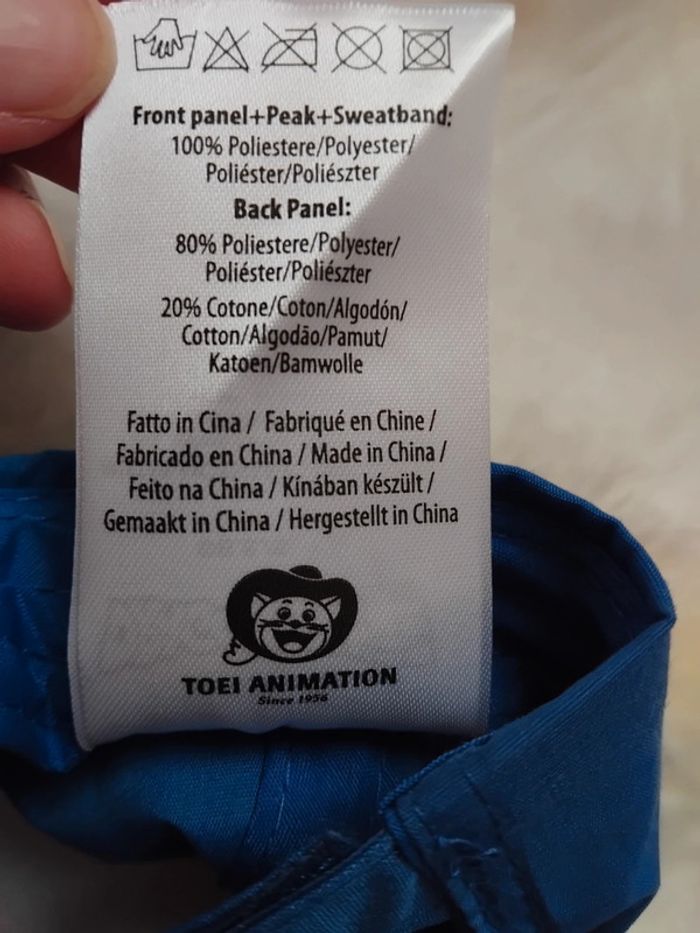 Front panel+Peak+Sweatband:
100% Poliestere/Polyester/
Poliéster/Poliészter
Back Panel:
80% Poliestere/Polyester/
Poliéster/Poliészter
20% Cotone/Coton/Algodón/
Cotton/Algodão/Pamut/
Katoen/Bamwolle
Fatto in Cina / Fabriqué en Chine /
Fabricado en China / Made in China /
Feito na China / Kínában készült /
Gemaakt in China / Hergestellt in China
TOEI ANIMATION
Since 1956